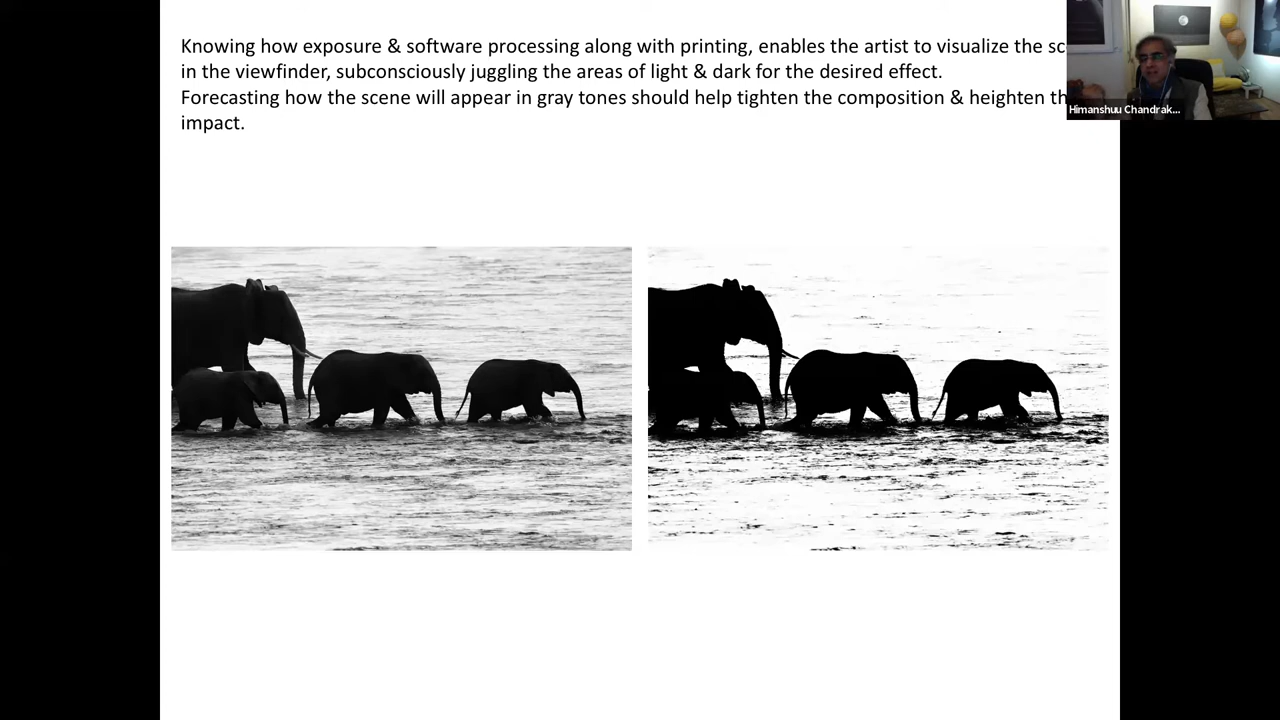 Knowing how exposure & software processing along with printing, enables the artist to visualize the
in the viewfinder, subconsciously juggling the areas of light & dark for the desired effect.
Forecasting how the scene will appear in gray tones should help tighten the composition & heighten
impact.
Himanshuu Chandrak...